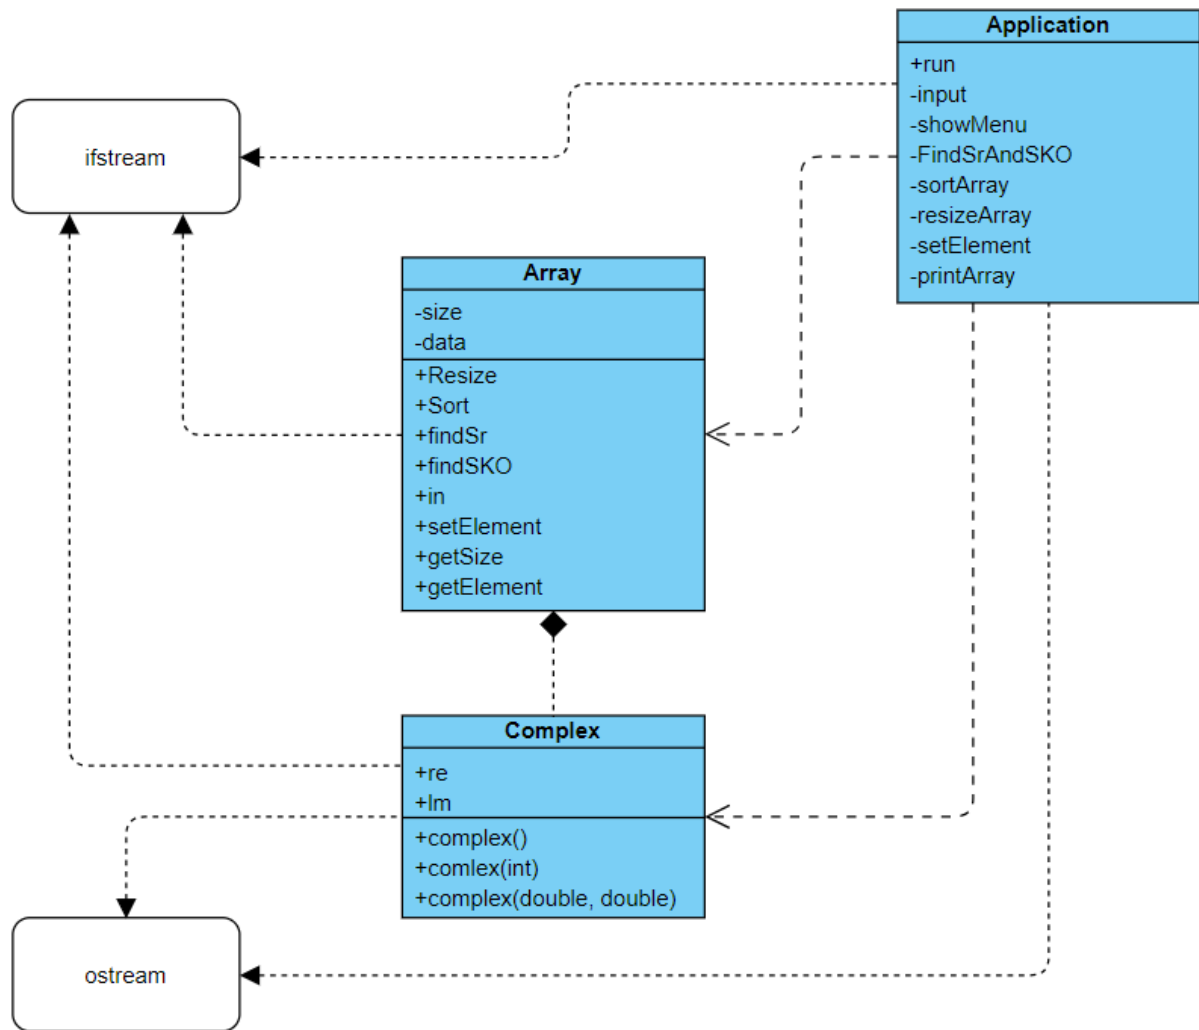 Application
+run
-input
-showMenu
-FindSrAndSKO
-sortArray
-resizeArray
-setElement
-printArray
ifstream
Array
-size
-data
+Resize
+Sort
+findSr
+findSKO
+in
+setElement
+getSize
+getElement
Complex
+re
+Im
+complex()
+comlex(int)
+complex(double, double)
ostream